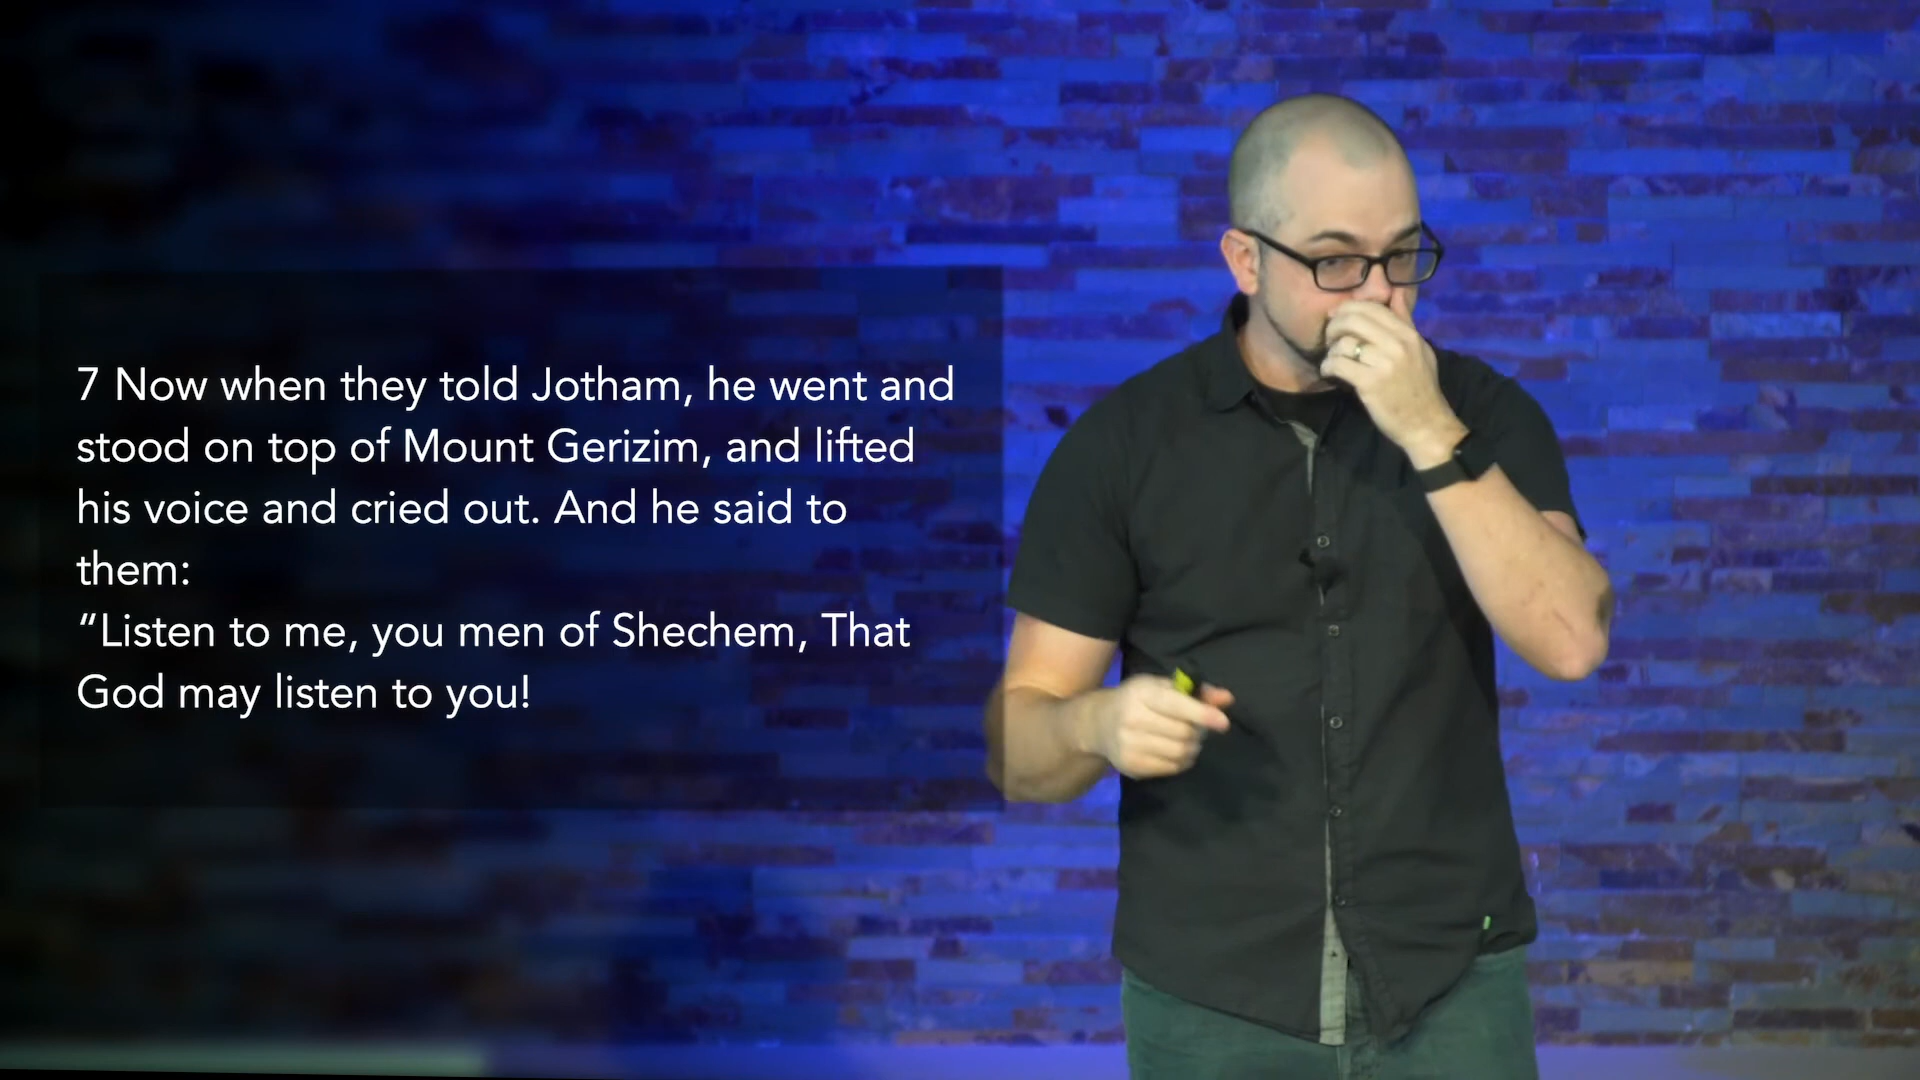 7 Now when they told Jotham, he went and
stood on top of Mount Gerizim, and lifted
his voice and cried out. And he said to
them:
“Listen to me, you men of Shechem, That
God may listen to you!